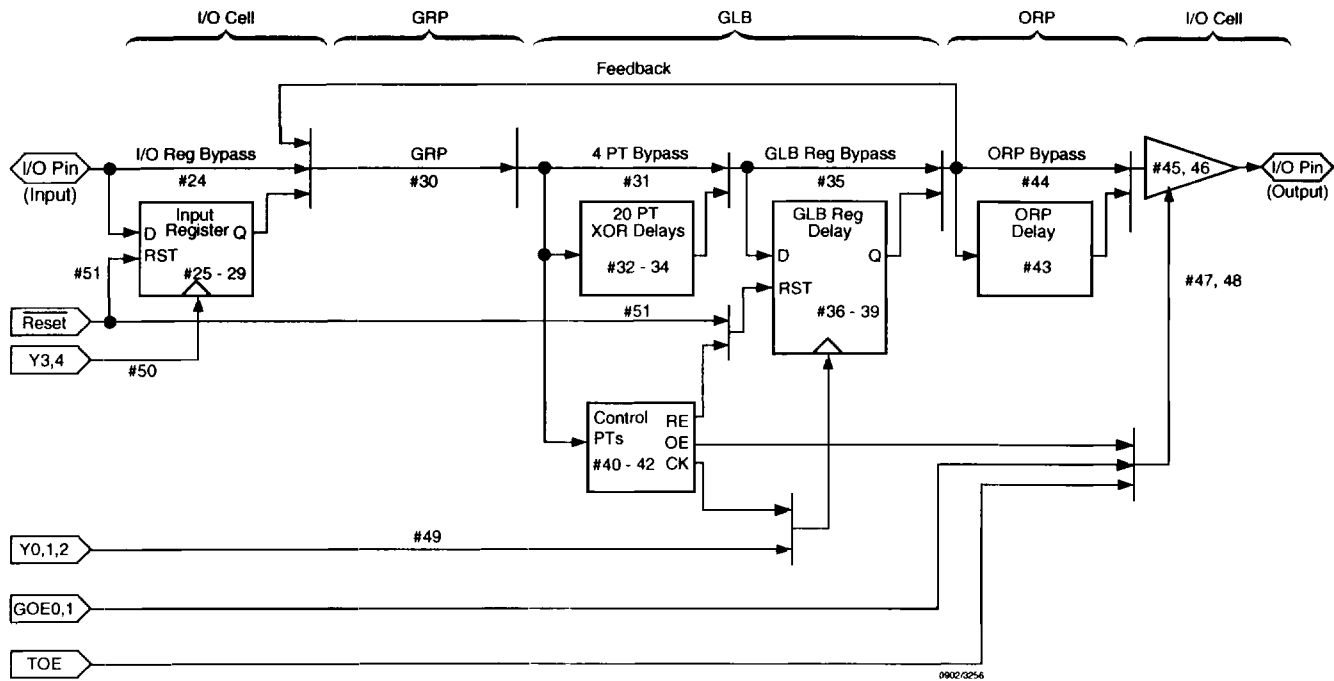 I/O Cell
GRP
GLB
ORP
I/O Cell
Feedback
I/O Pin
(Input)
I/O Reg Bypass
#24
GRP
#30
4 PT Bypass
#31
GLB Reg Bypass
#35
ORP Bypass
#44
#45, 46
I/O Pin
(Output)
Input
Register
D
Q
RST
#25 - 29
#51
20 PT
XOR Delays
#32 - 34
GLB Reg
Delay
D
Q
RST
#36 - 39
ORP
Delay
#43
#47, 48
Reset
#51
Y3,4
#50
Control
PTs
RE
OE
CK
#40 - 42
Y0,1,2
#49
GOE0,1
TOE
0902/3256